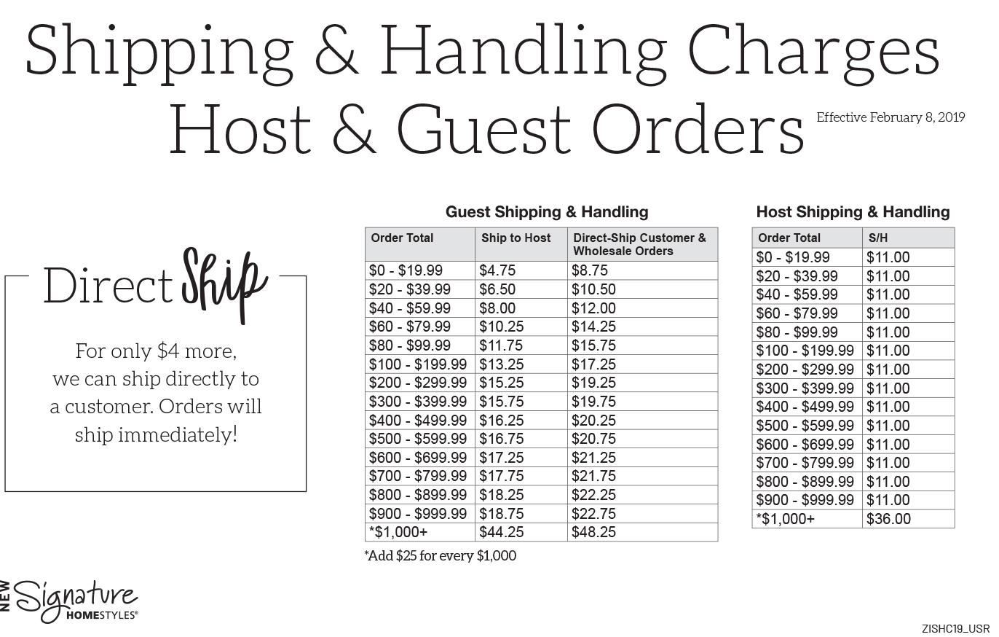 Shipping & Handling Charges
Host & Guest Orders Effective February 8, 2019
Direct Ship
For only $4 more,
we can ship directly to
a customer. Orders will
ship immediately!
Guest Shipping & Handling
Order Total Ship to Host Direct-Ship Customer &
Wholesale Orders
$0 - $19.99 $4.75 $8.75
$20 - $39.99 $6.50 $10.50
$40 - $59.99 $8.00 $12.00
$60 - $79.99 $10.25 $14.25
$80 - $99.99 $11.75 $15.75
$100 - $199.99 $13.25 $17.25
$200 - $299.99 $15.25 $19.25
$300 - $399.99 $15.75 $19.75
$400 - $499.99 $16.25 $20.25
$500 - $599.99 $16.75 $20.75
$600 - $699.99 $17.25 $21.25
$700 - $799.99 $17.75 $21.75
$800 - $899.99 $18.25 $22.25
$900 - $999.99 $18.75 $22.75
*$1,000+ $44.25 $48.25
*Add $25 for every $1,000
Host Shipping & Handling
Order Total S/H
$0 - $19.99 $11.00
$20 - $39.99 $11.00
$40 - $59.99 $11.00
$60 - $79.99 $11.00
$80 - $99.99 $11.00
$100 - $199.99 $11.00
$200 - $299.99 $11.00
$300 - $399.99 $11.00
$400 - $499.99 $11.00
$500 - $599.99 $11.00
$600 - $699.99 $11.00
$700 - $799.99 $11.00
$800 - $899.99 $11.00
$900 - $999.99 $11.00
*$1,000+ $36.00
NEW
Signature
HOMESTYLES®
ZISHC19_USR